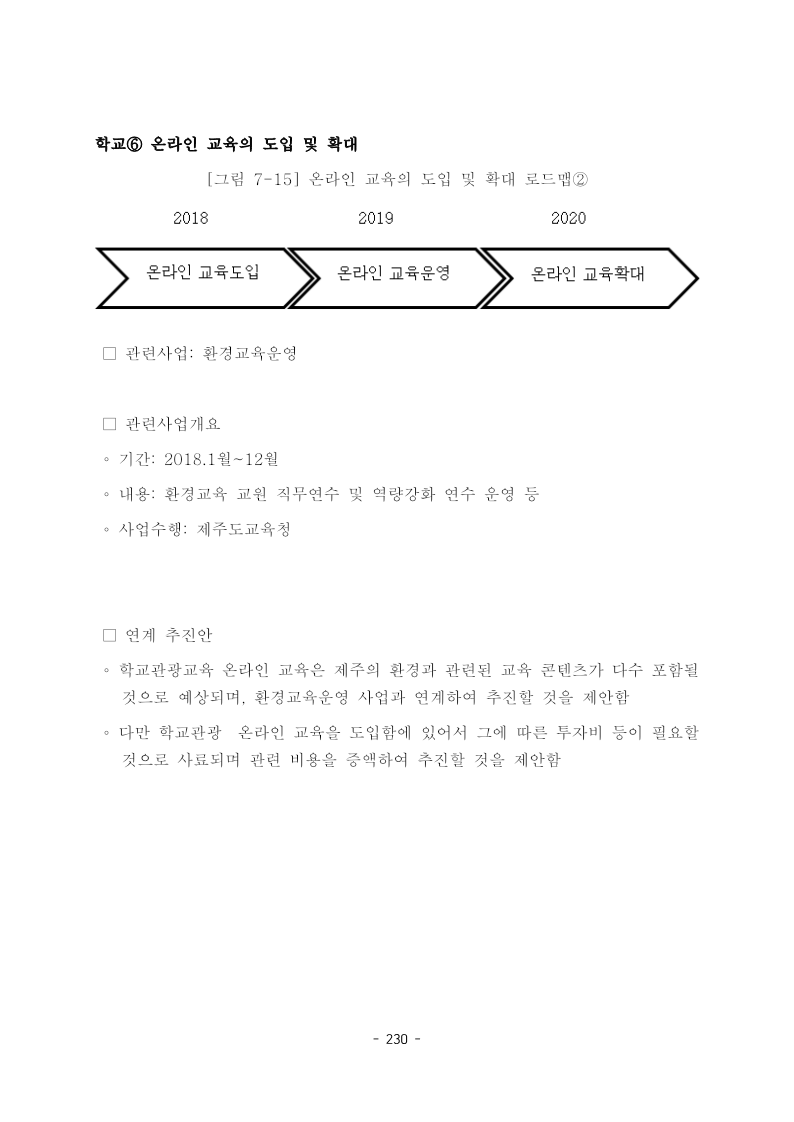 학교⑥ 온라인 교육의 도입 및 확대
[그림 7-15] 온라인 교육의 도입 및 확대 로드맵②
2018 2019 2020
온라인 교육도입 온라인 교육운영 온라인 교육확대
□ 관련사업: 환경교육운영
□ 관련사업개요
◦ 기간: 2018.1월~12월
◦ 내용: 환경교육 교원 직무연수 및 역량강화 연수 운영 등
◦ 사업수행: 제주도교육청
□ 연계 추진안
◦ 학교관광교육 온라인 교육은 제주의 환경과 관련된 교육 콘텐츠가 다수 포함될
것으로 예상되며, 환경교육운영 사업과 연계하여 추진할 것을 제안함
◦ 다만 학교관광 온라인 교육을 도입함에 있어서 그에 따른 투자비 등이 필요할
것으로 사료되며 관련 비용을 증액하여 추진할 것을 제안함
- 230 -